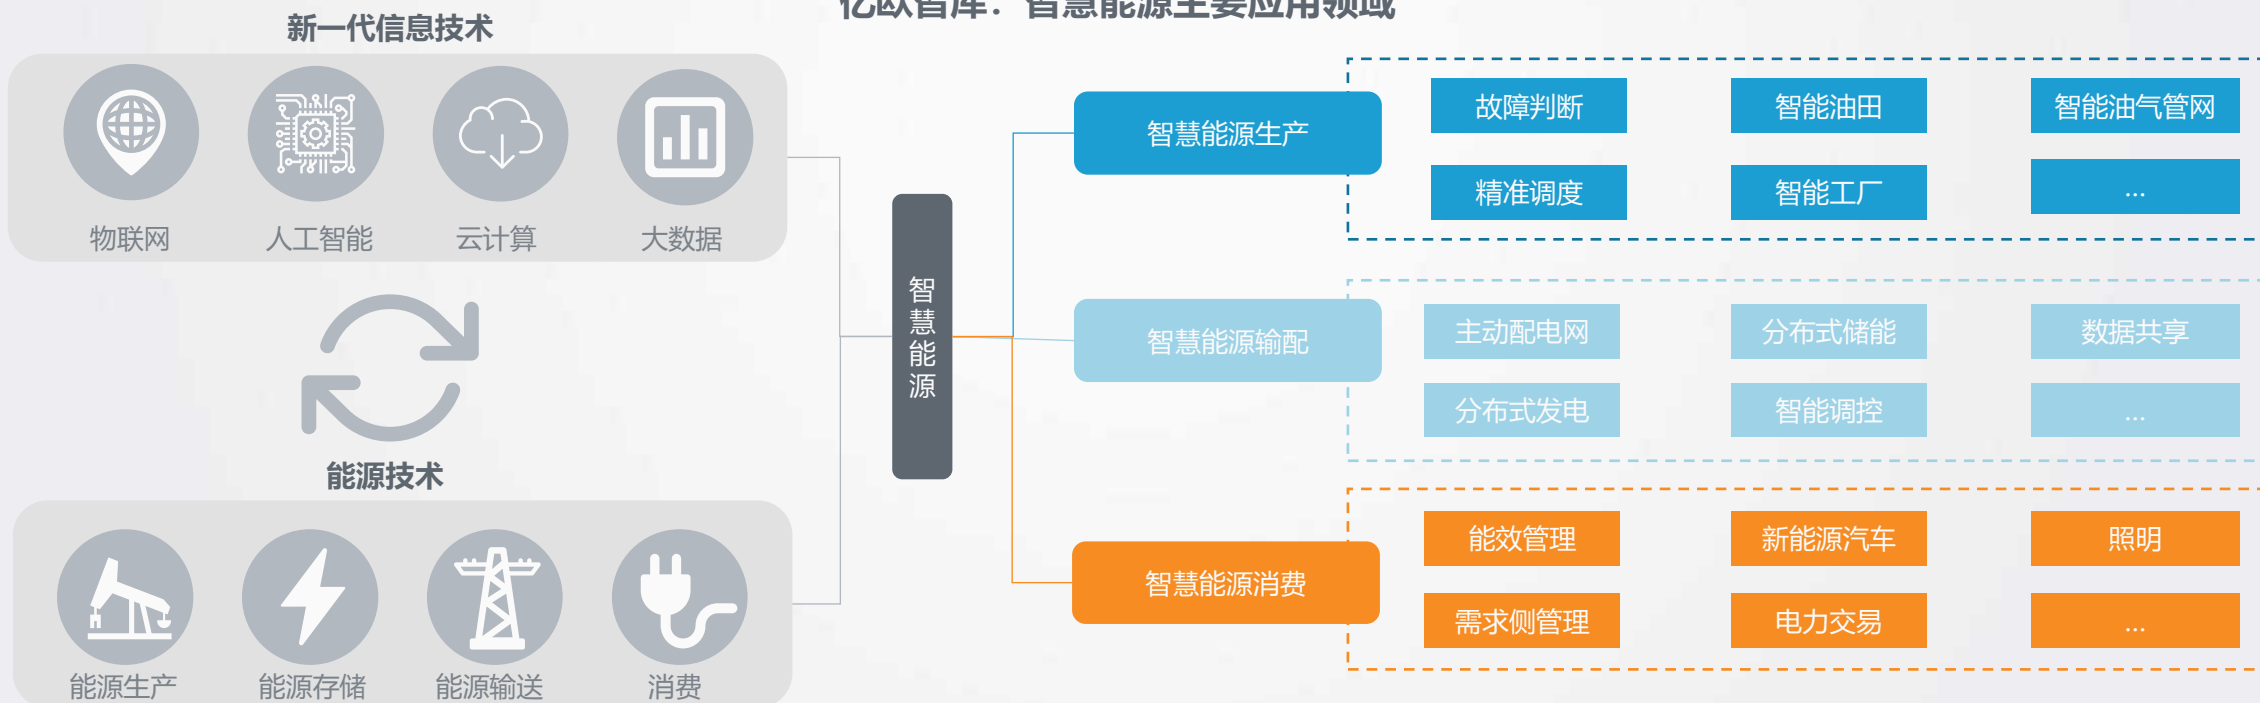 亿欧智库：智慧能源主要应用领域
新一代信息技术
物联网
人工智能
云计算
大数据
能源技术
能源生产
能源存储
能源输送
消费
智慧能源
智慧能源生产
故障判断
智能油田
智能油气管网
精准调度
智能工厂
...
智慧能源输配
主动配电网
分布式储能
数据共享
分布式发电
智能调控
...
智慧能源消费
能效管理
新能源汽车
照明
需求侧管理
电力交易
...